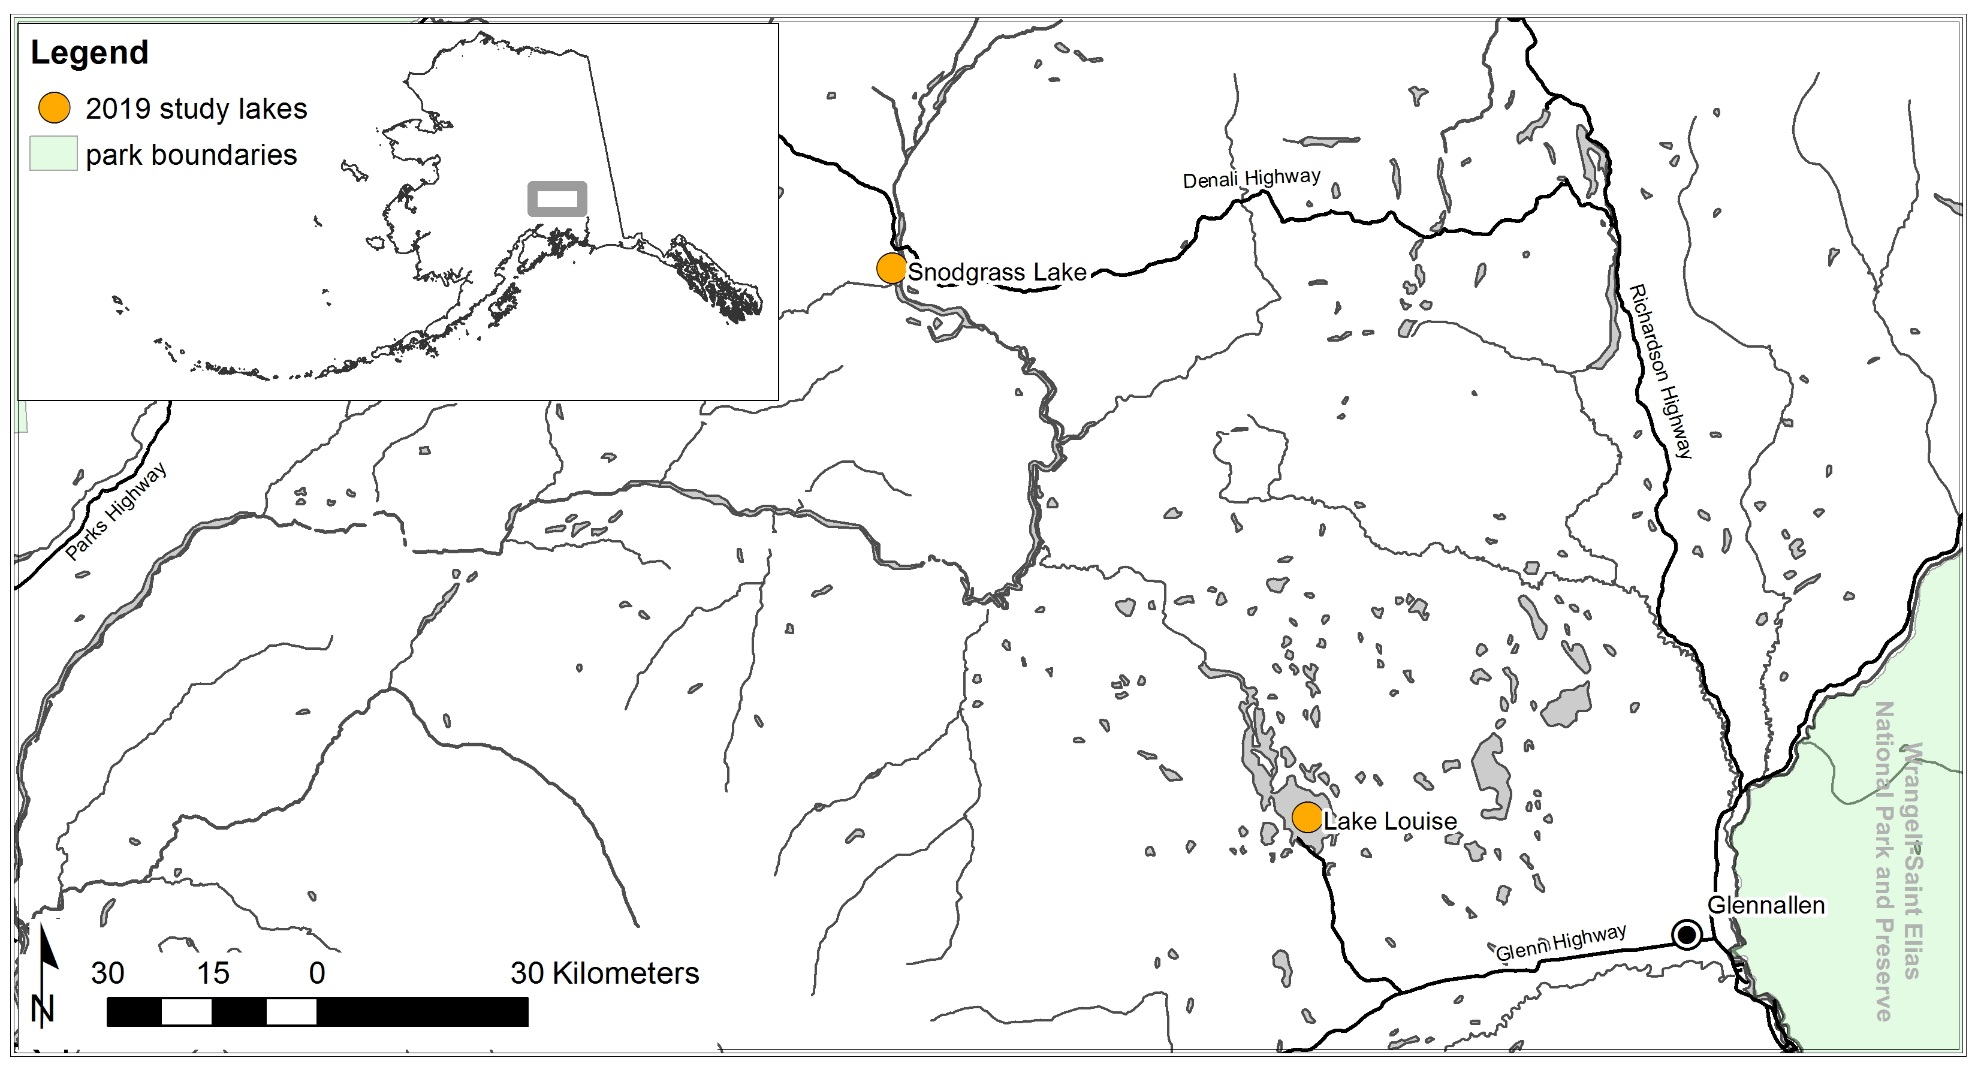 Legend
2019 study lakes
park boundaries
Denali Highway
Snodgrass Lake
Richardson Highway
Parks Highway
Lake Louise
Glennallen
Glenn Highway
Wrangell-Saint Elias
National Park and Preserve
30 15 0 30 Kilometers
N